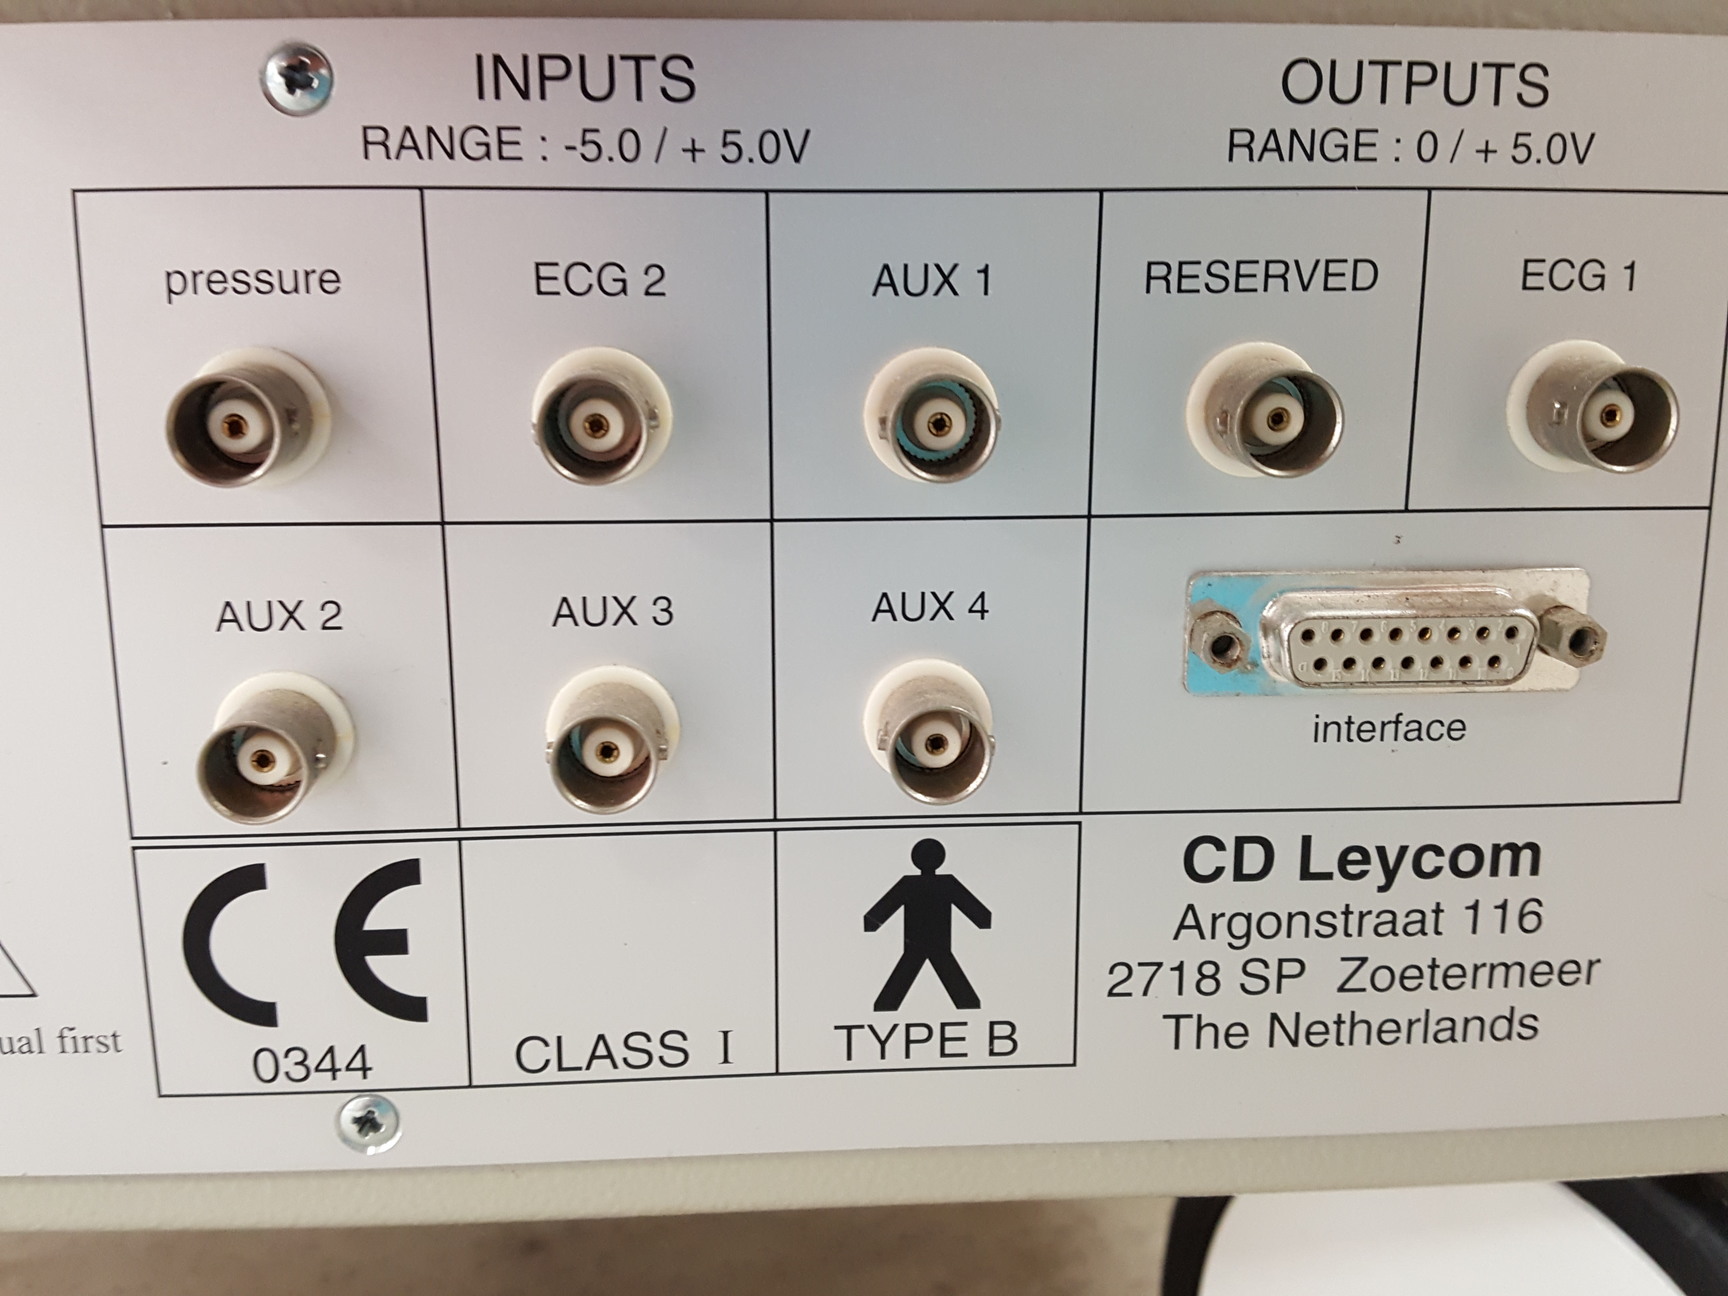 INPUTS
RANGE : -5.0 / + 5.0V
OUTPUTS
RANGE : 0 / + 5.0V
pressure
ECG 2
AUX 1
RESERVED
ECG 1
AUX 2
AUX 3
AUX 4
interface
CE
0344
CLASS I
TYPE B
CD Leycom
Argonstraat 116
2718 SP Zoetermeer
The Netherlands
first